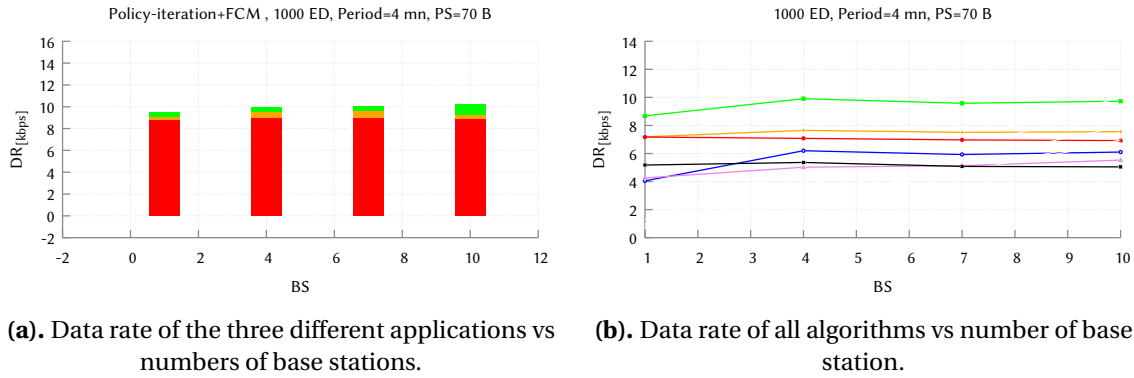 Policy-iteration+FCM , 1000 ED, Period=4 mn, PS=70 B
16
14
12
10
8
6
4
2
0
-2
DR[kbps]
-2 0 2 4 6 8 10 12
BS
(a). Data rate of the three different applications vs
numbers of base stations.
1000 ED, Period=4 mn, PS=70 B
14
12
10
8
6
4
2
0
DR[kbps]
1 2 3 4 5 6 7 8 9 10
BS
(b). Data rate of all algorithms vs number of base
station.